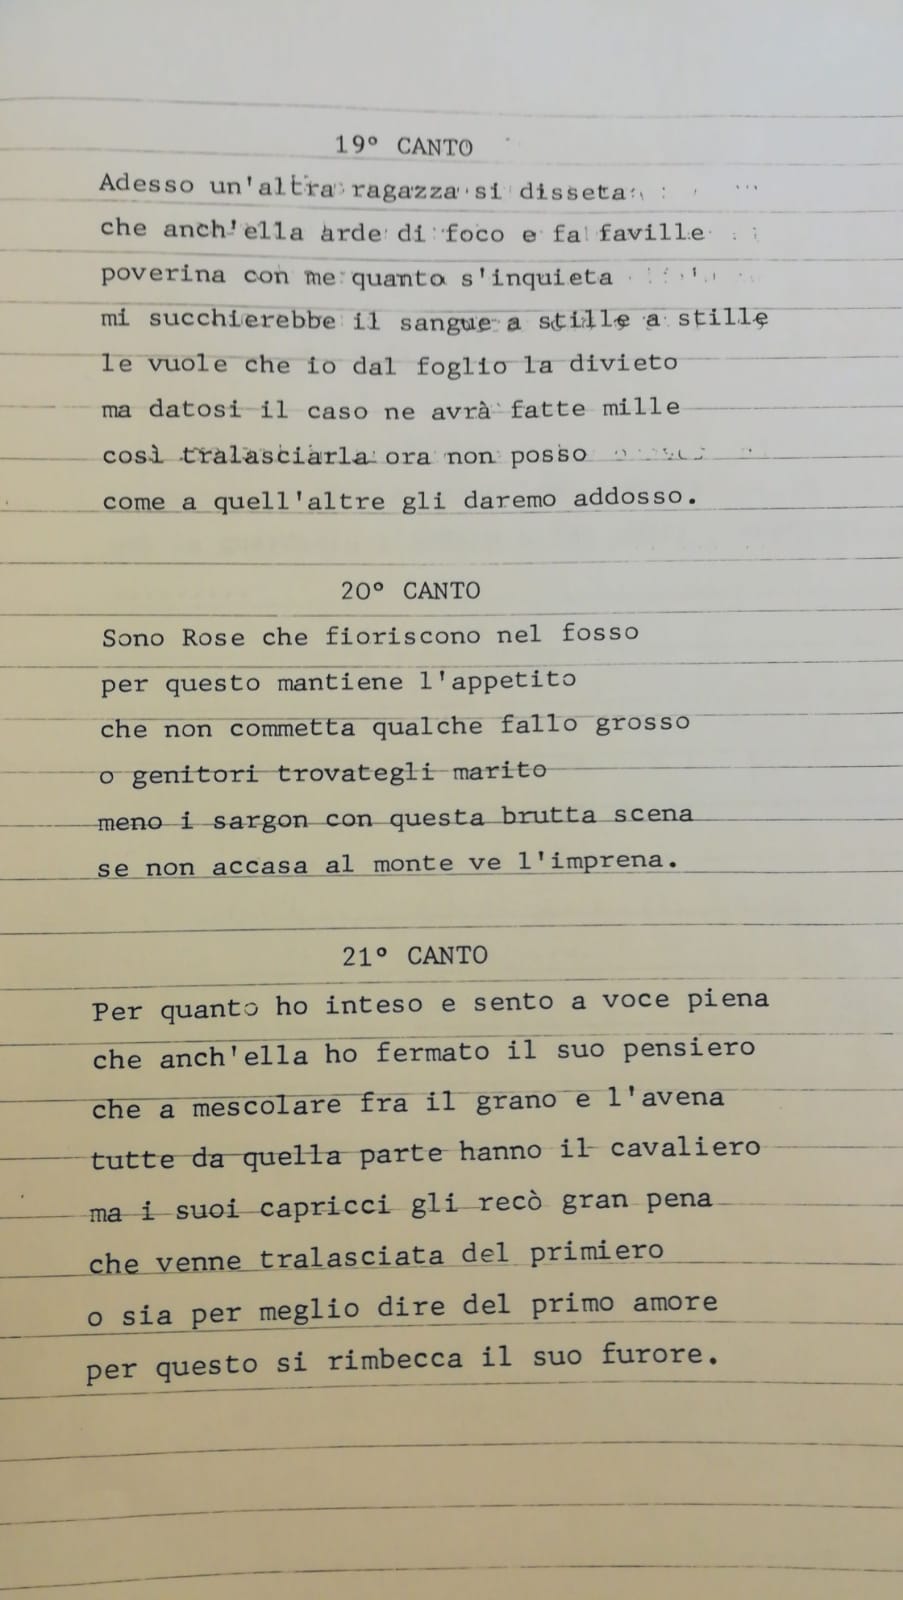 19° CANTO
Adesso un'altra ragazza si disseta
che anch'ella arde di foco e fa faville
poverina con me quanto s'inquieta
mi succhierebbe il sangue a stille a stille
le vuole che io dal foglio la divieto
ma datosi il caso ne avrà fatte mille
così tralasciarla ora non posso
come a quell'altre gli daremo addosso.
20° CANTO
Sono Rose che fioriscono nel fosso
per questo mantiene l'appetito
che non commetta qualche fallo grosso
o genitori trovategli marito
meno i sargon con questa brutta scena
se non accasa al monte ve l'imprena.
21° CANTO
Per quanto ho inteso e sento a voce piena
che anch'ella ho fermato il suo pensiero
che a mescolare fra il grano e l'avena
tutte da quella parte hanno il cavaliero
ma i suoi capricci gli recò gran pena
che venne tralasciata del primiero
o sia per meglio dire del primo amore
per questo si rimbecca il suo furore.